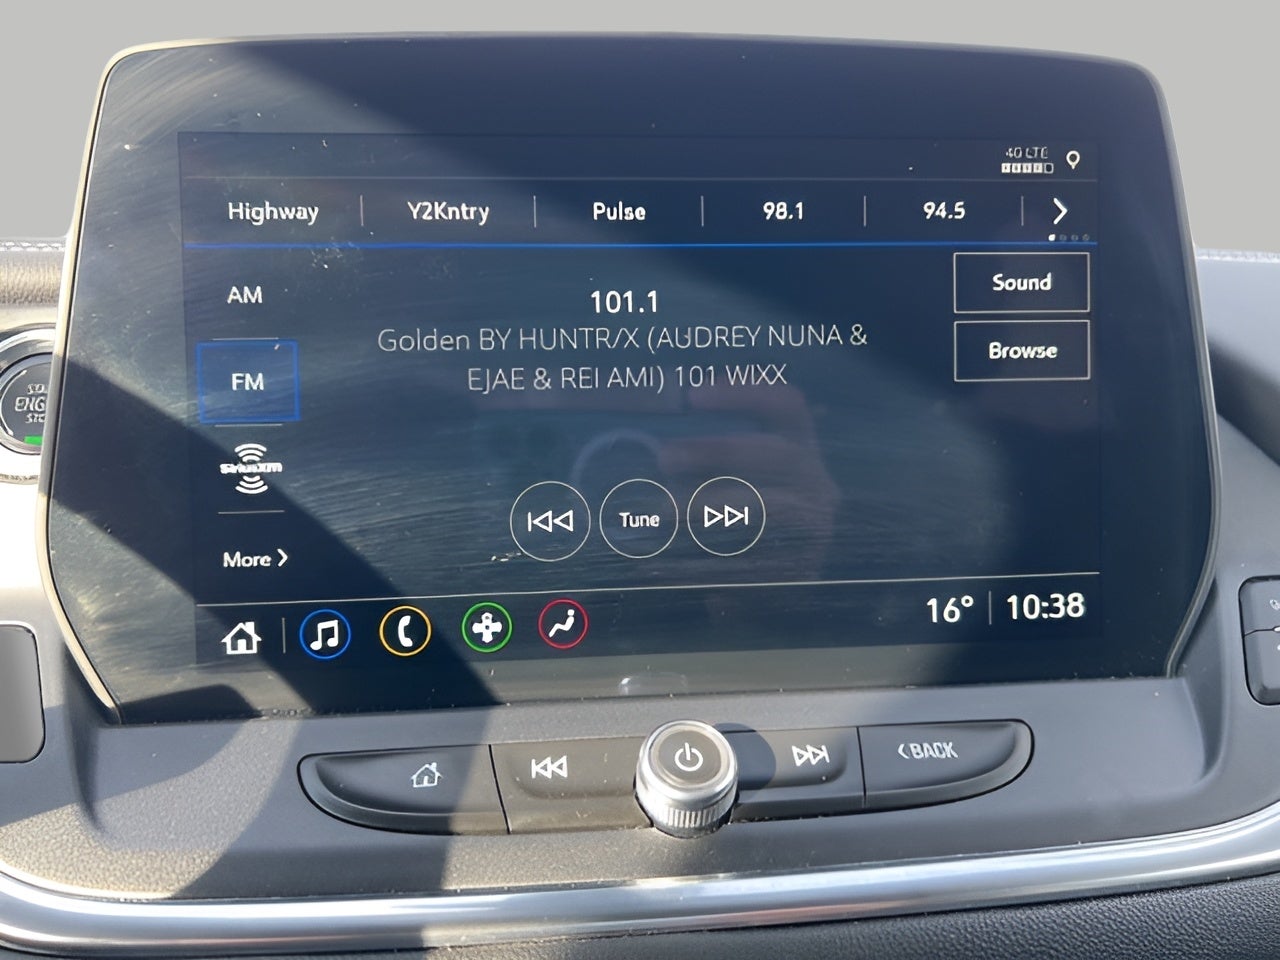 4G LTE
Highway Y2Kntry Pulse 98.1 94.5
AM
Sound
101.1
Golden BY HUNTR/X (AUDREY NUNA &
Browse
FM
EJAE & REI AMI) 101 WIXX
SiriusXM
Tune
More
16° 10:38
BACK